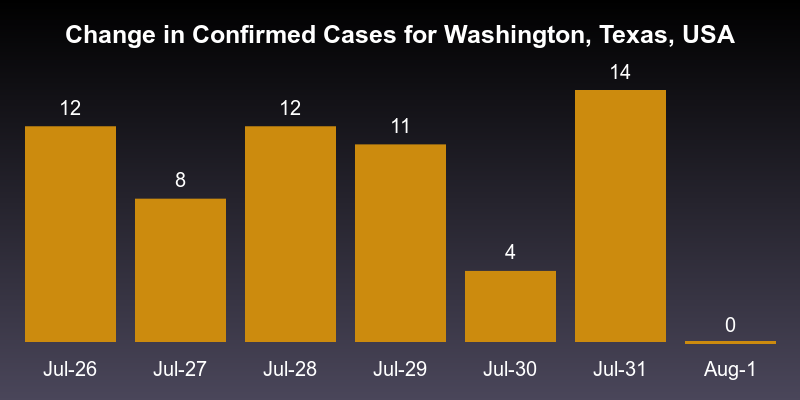 Change in Confirmed Cases for Washington, Texas, USA
12
8
12
11
4
14
0
Jul-26
Jul-27
Jul-28
Jul-29
Jul-30
Jul-31
Aug-1